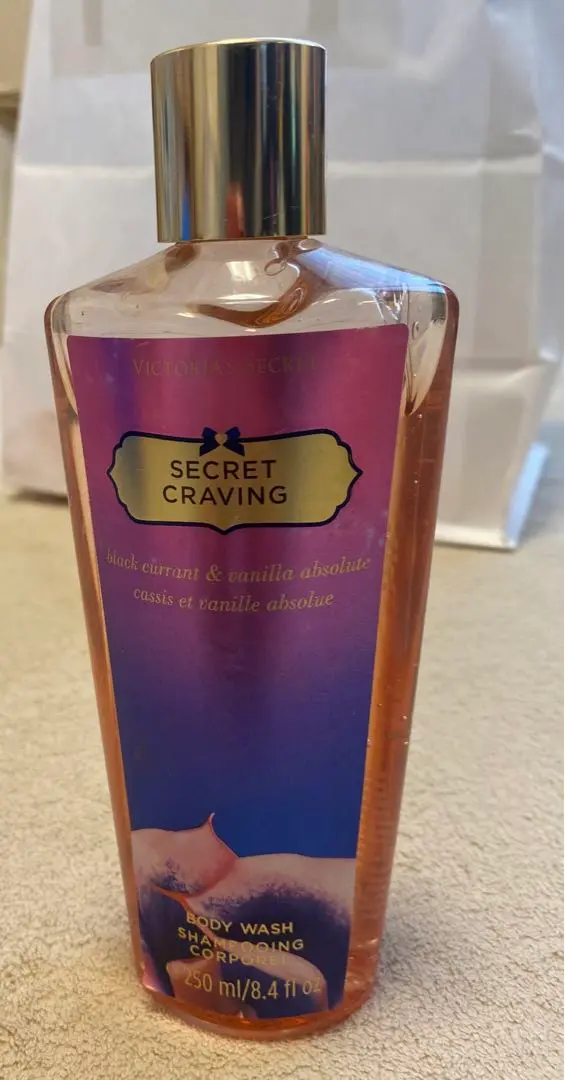 VICTORIA'S SECRET
SECRET
CRAVING
black currant & vanilla absolute
cassis et vanille absolue
BODY WASH
SHAMPOOING
CORPOREL
250 ml/8.4 fl oz